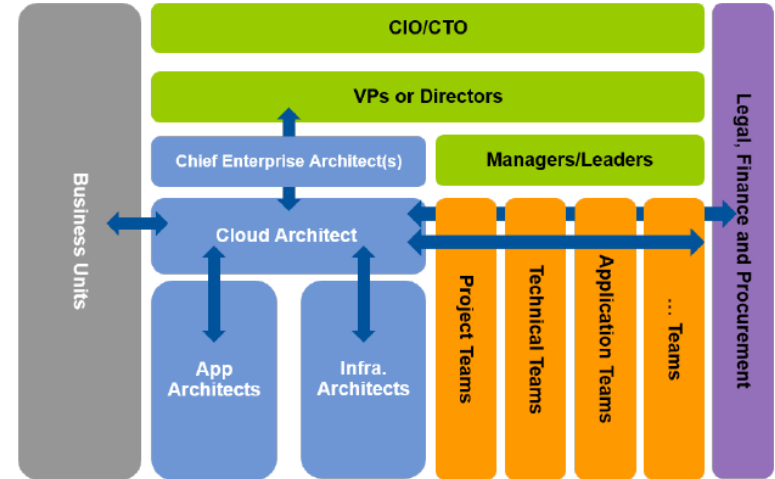 CIO/CTO
VPs or Directors
Chief Enterprise Architect(s)
Managers/Leaders
Business Units
Cloud Architect
App
Architects
Infra.
Architects
Project Teams
Technical Teams
Application Teams
... Teams
Legal, Finance and Procurement